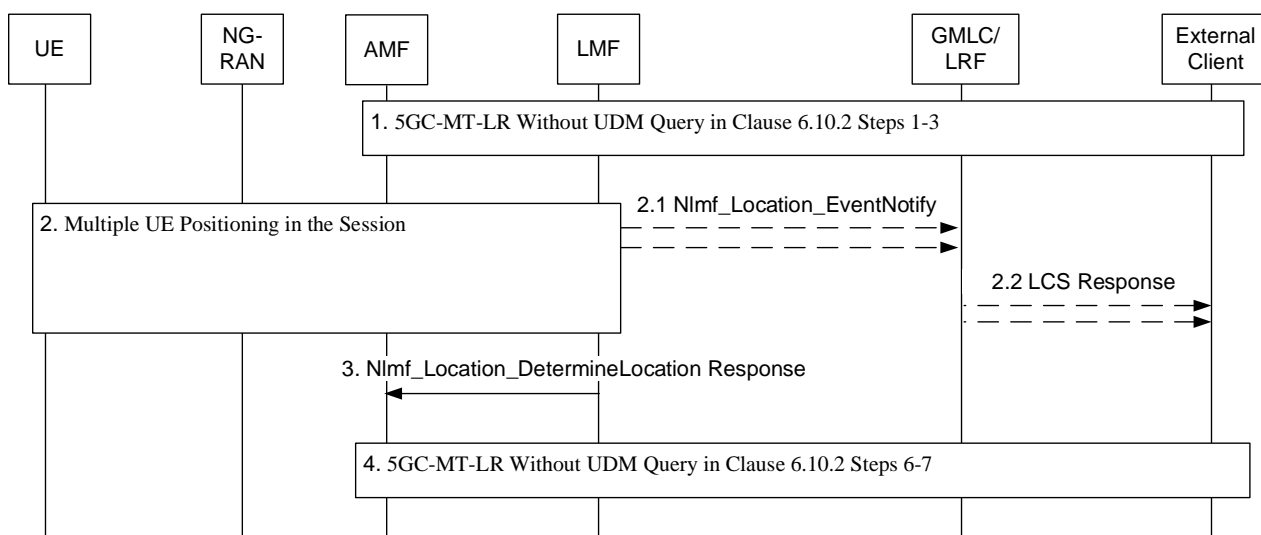 UE
NG-
RAN
AMF
LMF
GMLC/
LRF
External
Client
1. 5GC-MT-LR Without UDM Query in Clause 6.10.2 Steps 1-3
2. Multiple UE Positioning in the Session
2.1 Nlmf_Location_EventNotify
2.2 LCS Response
3. Nlmf_Location_DetermineLocation Response
4. 5GC-MT-LR Without UDM Query in Clause 6.10.2 Steps 6-7